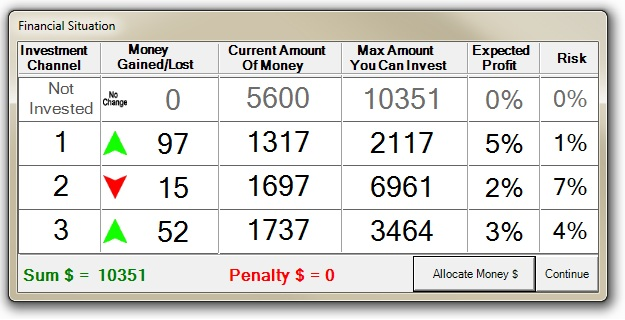 Financial Situation
Investment Channel Money Gained/Lost Current Amount Of Money Max Amount You Can Invest Expected Profit Risk
Not Invested No Change 0 5600 10351 0% 0%
1 97 1317 2117 5% 1%
2 15 1697 6961 2% 7%
3 52 1737 3464 3% 4%
Sum $ = 10351 Penalty $ = 0 Allocate Money $ Continue